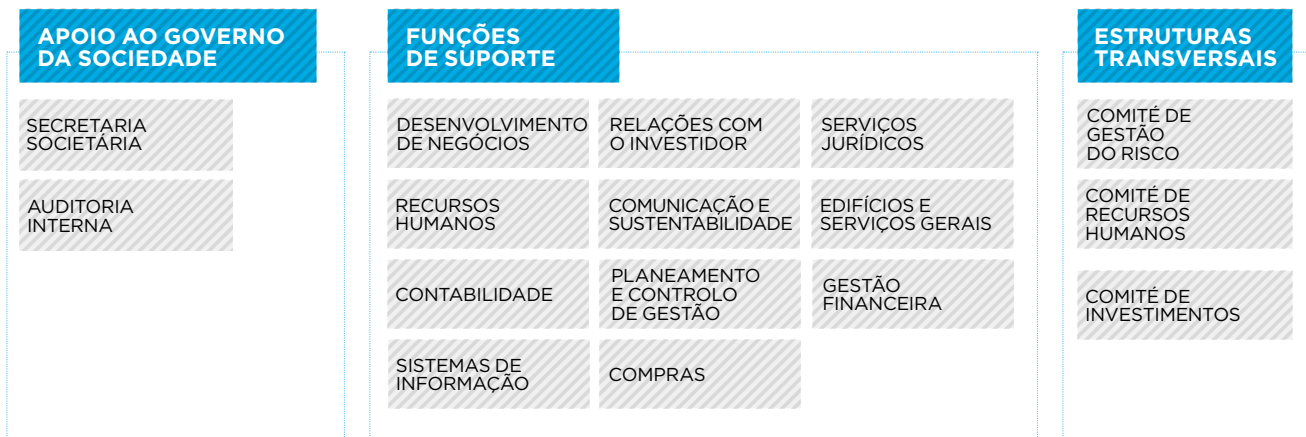 APOIO AO GOVERNO
DA SOCIEDADE
SECRETARIA
SOCIETÁRIA
AUDITORIA
INTERNA
FUNÇÕES
DE SUPORTE
DESENVOLVIMENTO
DE NEGÓCIOS
RELAÇÕES COM
O INVESTIDOR
SERVIÇOS
JURÍDICOS
RECURSOS
HUMANOS
COMUNICAÇÃO E
SUSTENTABILIDADE
EDIFÍCIOS E
SERVIÇOS GERAIS
CONTABILIDADE
PLANEAMENTO
E CONTROLO
DE GESTÃO
GESTÃO
FINANCEIRA
SISTEMAS DE
INFORMAÇÃO
COMPRAS
ESTRUTURAS
TRANSVERSAIS
COMITÉ DE
GESTÃO
DO RISCO
COMITÉ DE
RECURSOS
HUMANOS
COMITÉ DE
INVESTIMENTOS